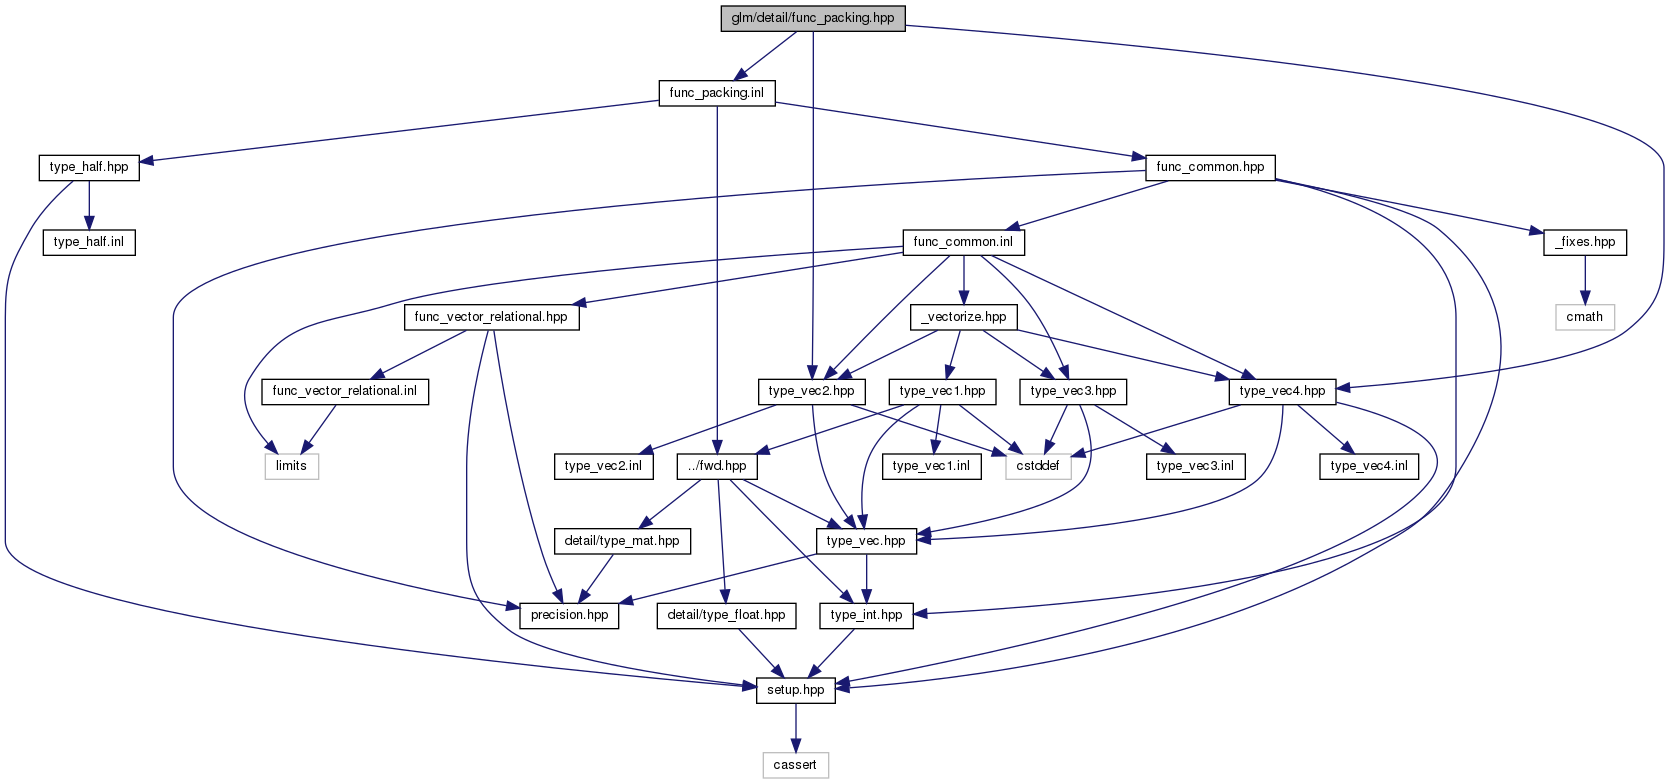 glm/detail/func_packing.hpp
func_packing.inl
type_half.hpp
func_common.hpp
type_half.inl
func_common.inl
_fixes.hpp
func_vector_relational.hpp
_vectorize.hpp
cmath
func_vector_relational.inl
type_vec2.hpp
type_vec1.hpp
type_vec3.hpp
type_vec4.hpp
limits
type_vec2.inl
../fwd.hpp
type_vec1.inl
cstddef
type_vec3.inl
type_vec4.inl
detail/type_mat.hpp
type_vec.hpp
precision.hpp
detail/type_float.hpp
type_int.hpp
setup.hpp
cassert